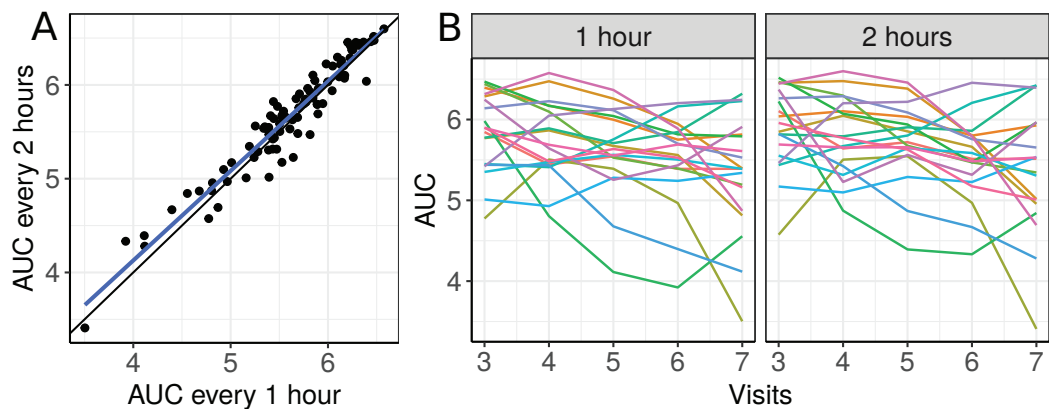 A
AUC every 2 hours
6
5
4
4 5 6
AUC every 1 hour
B
1 hour 2 hours
AUC
6
5
4
3 4 5 6 7 3 4 5 6 7
Visits